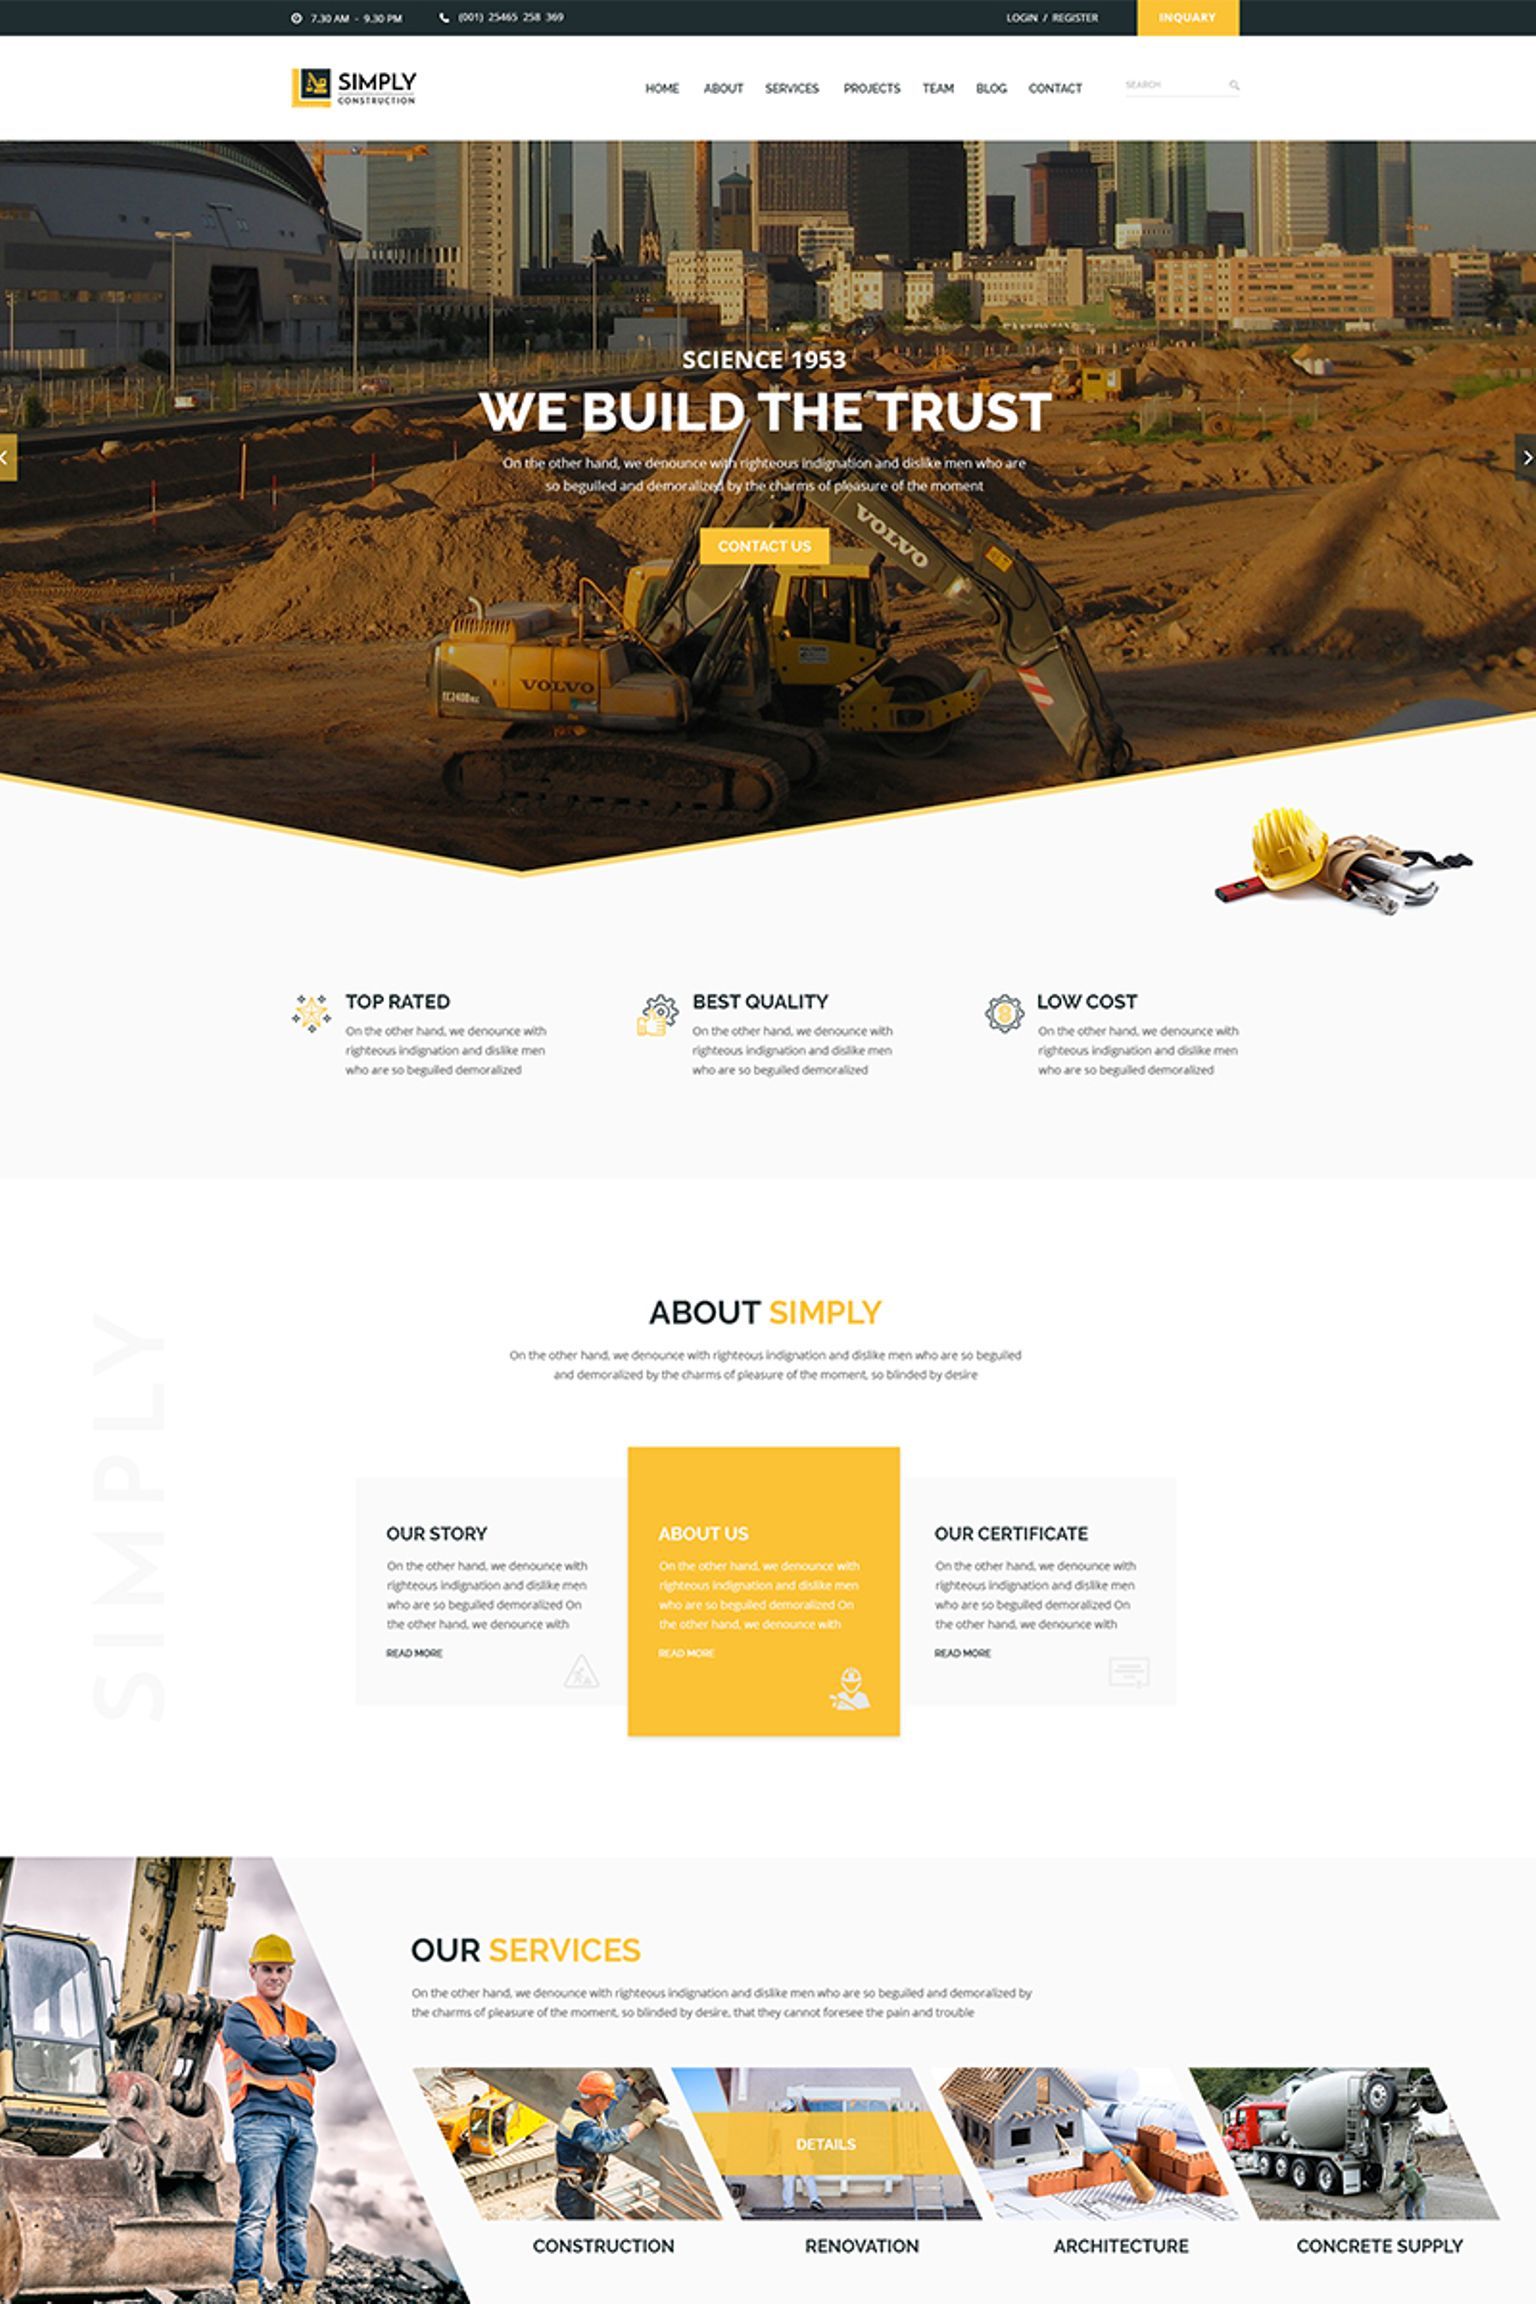 7.30 AM - 9.30 PM
(001) 25465 258 369
LOGIN / REGISTER
INQUARY
SIMPLY
CONSTRUCTION
HOME ABOUT SERVICES PROJECTS TEAM BLOG CONTACT
SEARCH
SCIENCE 1953
WE BUILD THE TRUST
On the other hand, we denounce with righteous indignation and dislike men who are
so beguiled and demoralized by the charms of pleasure of the moment
CONTACT US
VOLVO
VOLVO
TOP RATED
On the other hand, we denounce with
righteous indignation and dislike men
who are so beguiled demoralized
BEST QUALITY
On the other hand, we denounce with
righteous indignation and dislike men
who are so beguiled demoralized
LOW COST
On the other hand, we denounce with
righteous indignation and dislike men
who are so beguiled demoralized
SIMPLY
ABOUT SIMPLY
On the other hand, we denounce with righteous indignation and dislike men who are so beguiled
and demoralized by the charms of pleasure of the moment, so blinded by desire
OUR STORY
On the other hand, we denounce with
righteous indignation and dislike men
who are so beguiled demoralized On
the other hand, we denounce with
READ MORE
ABOUT US
On the other hand, we denounce with
righteous indignation and dislike men
who are so beguiled demoralized On
the other hand, we denounce with
READ MORE
OUR CERTIFICATE
On the other hand, we denounce with
righteous indignation and dislike men
who are so beguiled demoralized On
the other hand, we denounce with
READ MORE
OUR SERVICES
On the other hand, we denounce with righteous indignation and dislike men who are so beguiled and demoralized by
the charms of pleasure of the moment, so blinded by desire, that they cannot foresee the pain and trouble
DETAILS
CONSTRUCTION
RENOVATION
ARCHITECTURE
CONCRETE SUPPLY